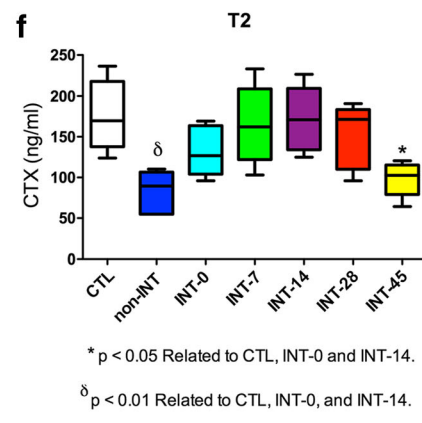 f
T2
CTX (ng/ml)
250
200
150
100
50
0
δ
*
CTL
non-INT
INT-0
INT-7
INT-14
INT-28
INT-45
* p < 0.05 Related to CTL, INT-0 and INT-14.
δ p < 0.01 Related to CTL, INT-0, and INT-14.